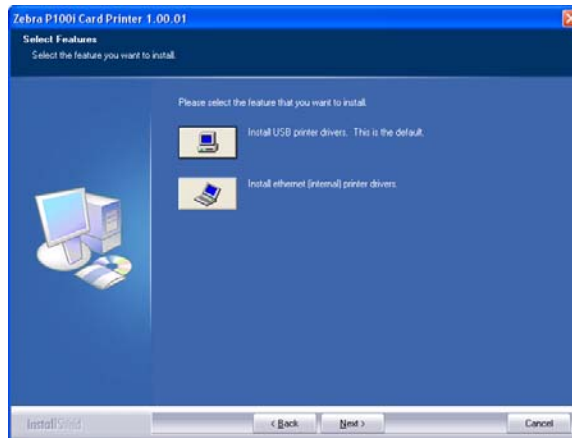 Zebra P100i Card Printer 1.00.01
Select Features
Select the feature you want to install.
Please select the feature that you want to install.
Install USB printer drivers. This is the default.
Install ethernet (internal) printer drivers.
InstallShield
< Back Next > Cancel